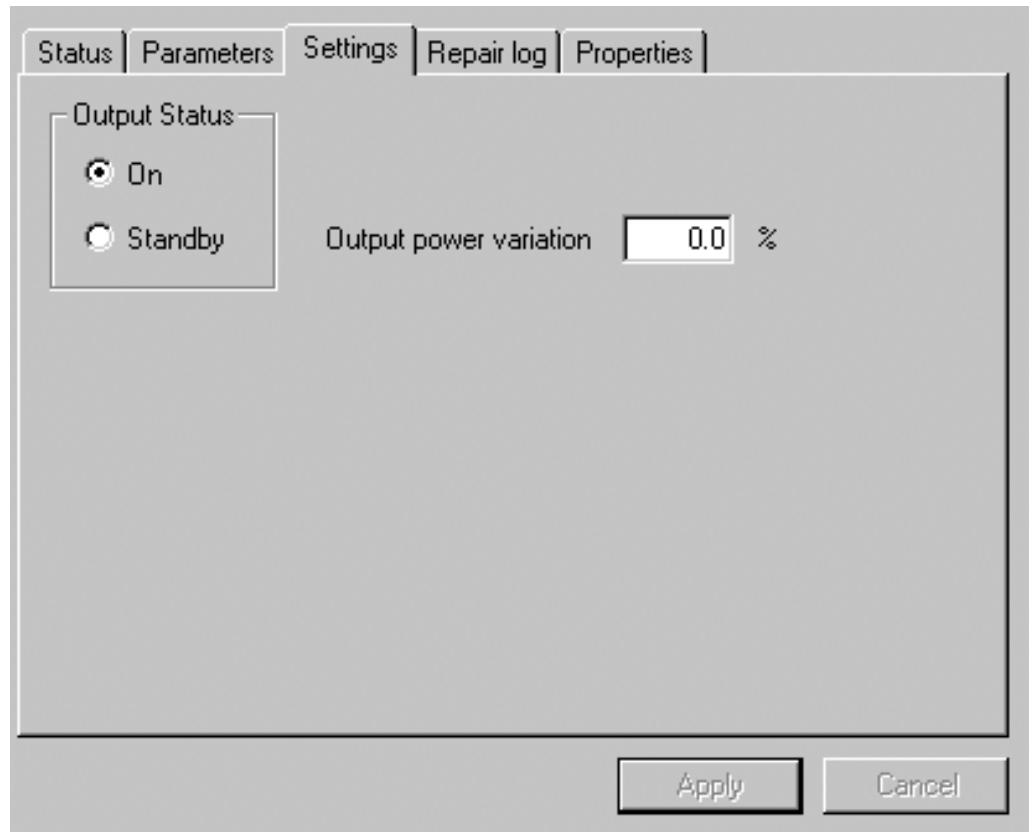 Status Parameters Settings Repair log Properties
Output Status
On
Standby Output power variation 0.0 %
Apply Cancel